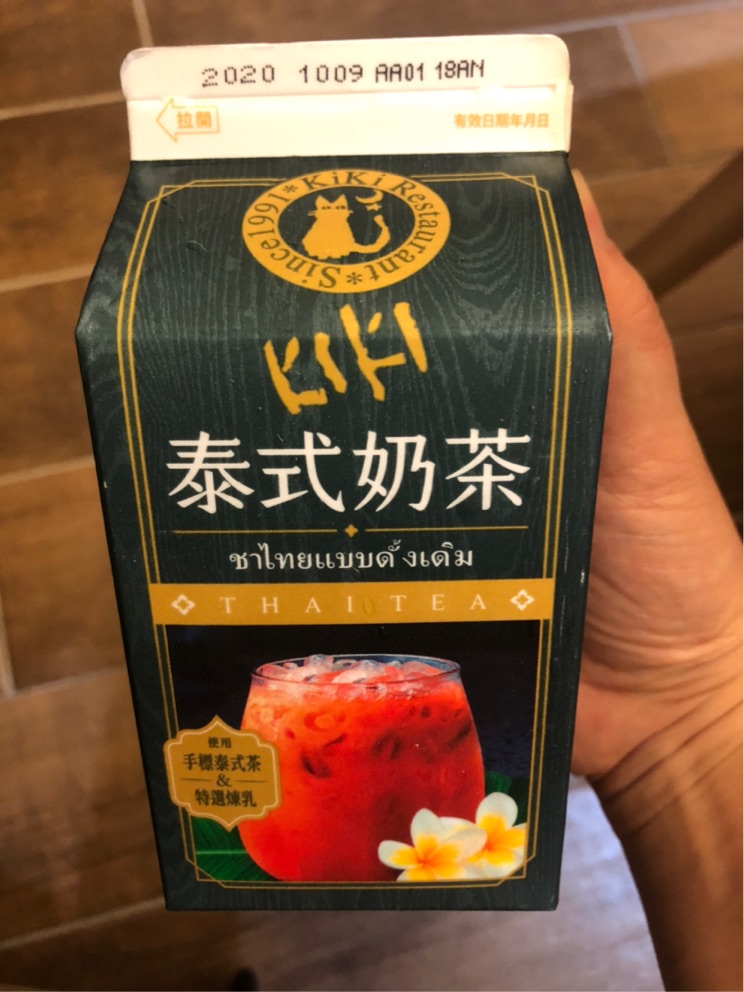 2020 1009 AA01 18AN
拉開
有效日期年月日
Since1991*KiKi Restaurant*
KiKi
泰式奶茶
ชาไทยแบบดั้งเดิม
THAI TEA
使用
手標泰式茶
&
特選煉乳